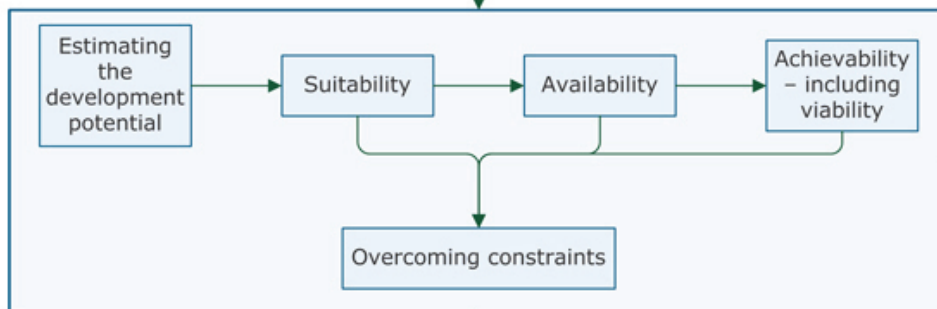 Estimating
the
development
potential
Suitability
Availability
Achievability
– including
viability
Overcoming constraints